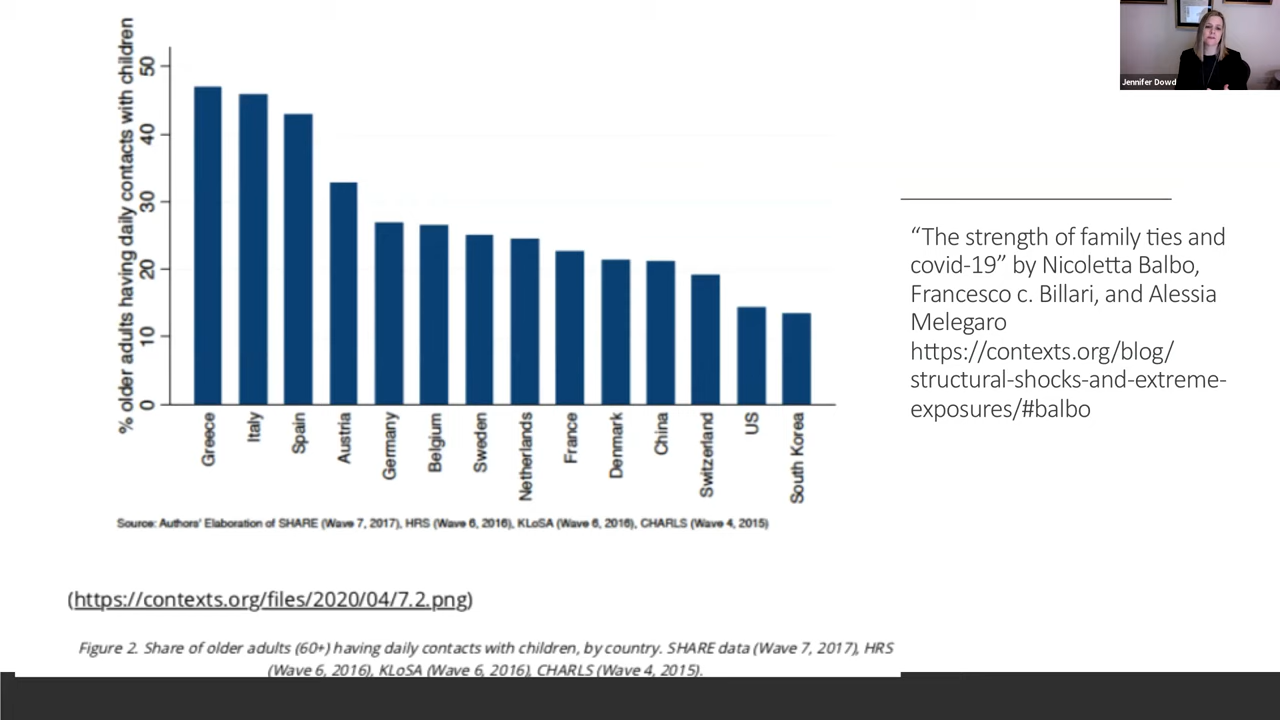 % older adults having daily contacts with children
50
40
30
20
10
0
Greece
Italy
Spain
Austria
Germany
Belgium
Sweden
Netherlands
France
Denmark
China
Switzerland
US
South Korea
Source: Authors' Elaboration of SHARE (Wave 7, 2017), HRS (Wave 6, 2016), KLoSA (Wave 6, 2016), CHARLS (Wave 4, 2015)
(https://contexts.org/files/2020/04/7.2.png)
Figure 2. Share of older adults (60+) having daily contacts with children, by country. SHARE data (Wave 7, 2017), HRS
(Wave 6, 2016), KLoSA (Wave 6, 2016), CHARLS (Wave 4, 2015).
Jennifer Dowd
“The strength of family ties and
covid-19” by Nicoletta Balbo,
Francesco c. Billari, and Alessia
Melegaro
https://contexts.org/blog/
structural-shocks-and-extreme-
exposures/#balbo